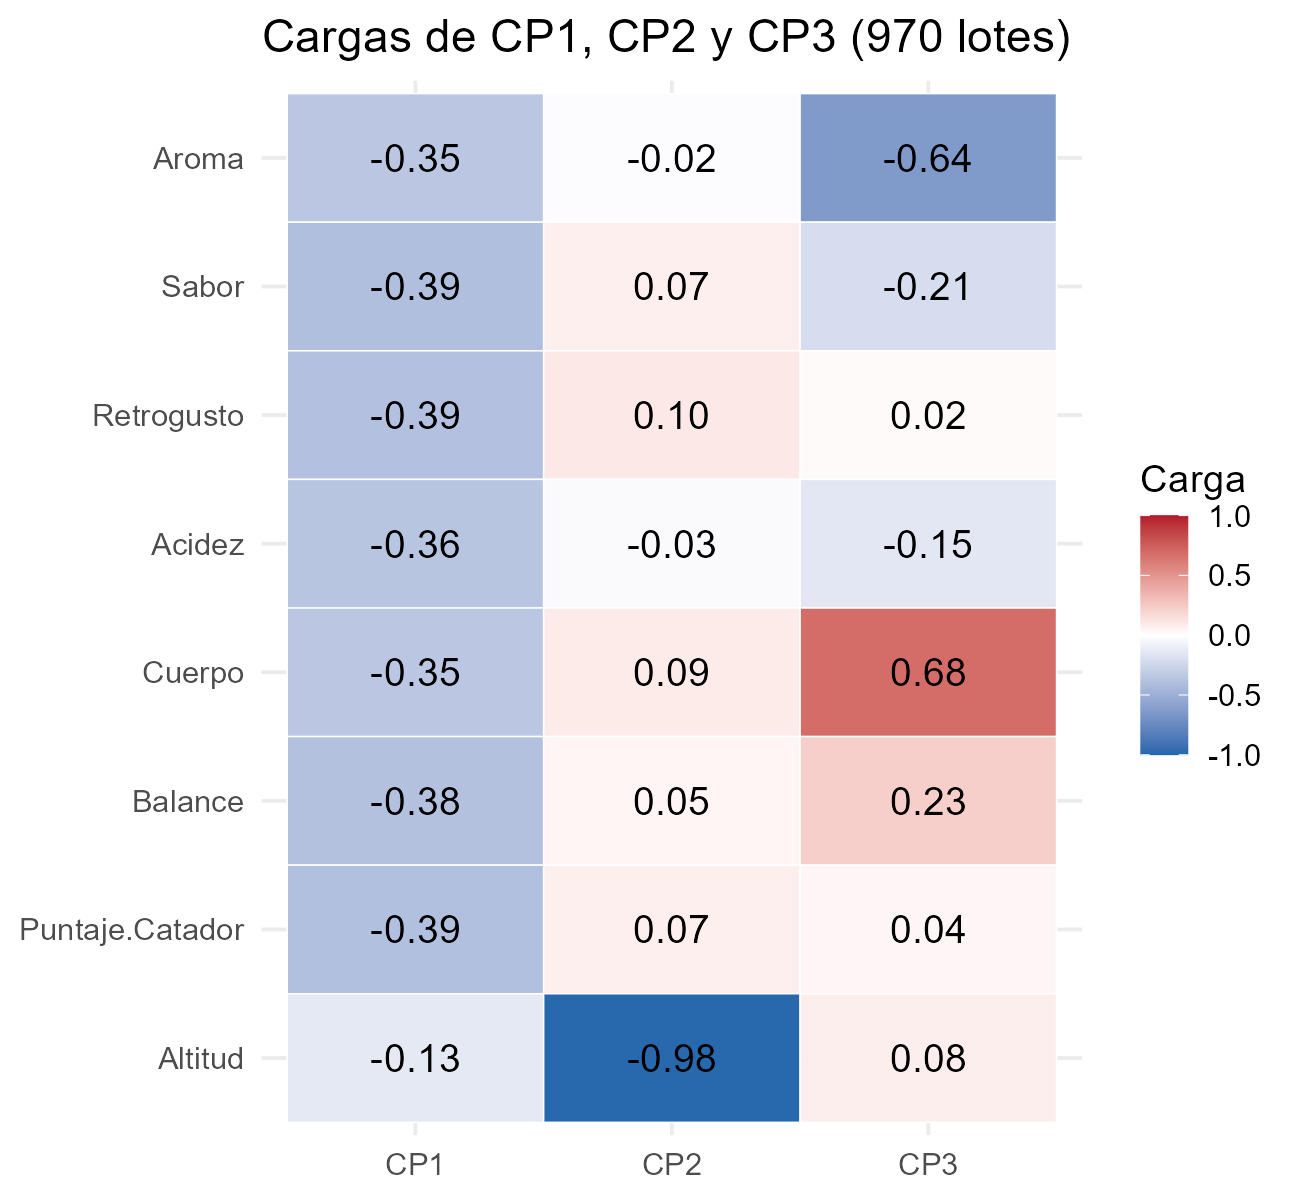 Cargas de CP1, CP2 y CP3 (970 lotes)
Aroma -0.35 -0.02 -0.64
Sabor -0.39 0.07 -0.21
Retrogusto -0.39 0.10 0.02
Acidez -0.36 -0.03 -0.15
Cuerpo -0.35 0.09 0.68
Balance -0.38 0.05 0.23
Puntaje.Catador -0.39 0.07 0.04
Altitud -0.13 -0.98 0.08
CP1 CP2 CP3
Carga
1.0
0.5
0.0
-0.5
-1.0